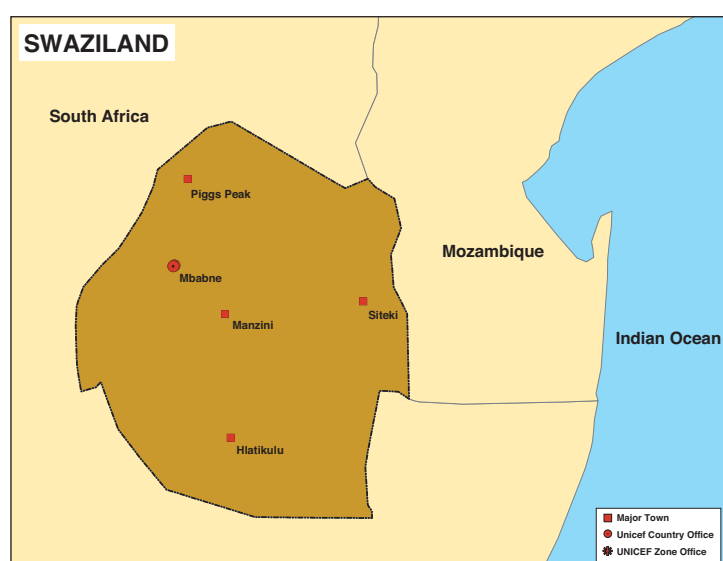 SWAZILAND
South Africa
Piggs Peak
Mozambique
Mbabne
Siteki
Manzini
Indian Ocean
Hlatikulu
Major Town
Unicef Country Office
UNICEF Zone Office